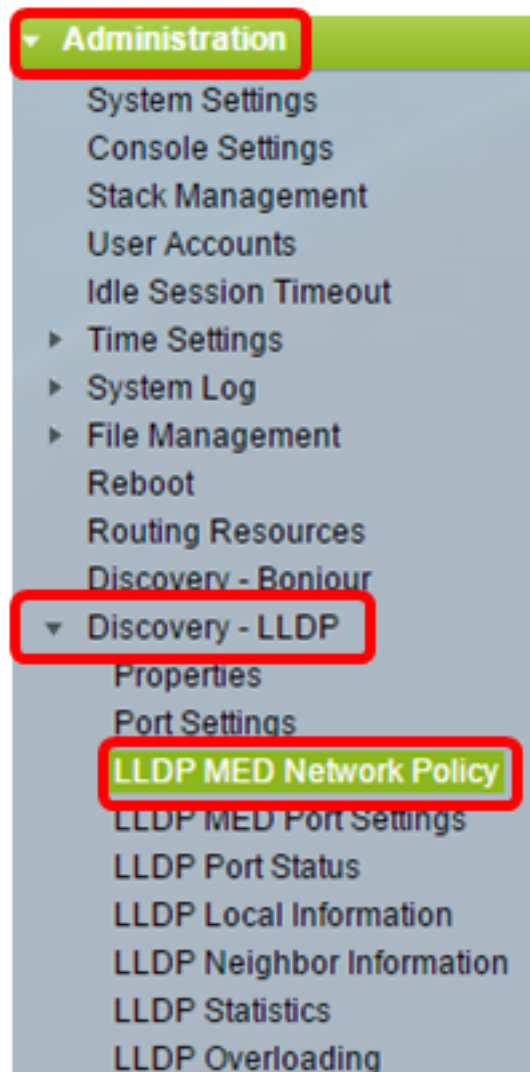 Administration
System Settings
Console Settings
Stack Management
User Accounts
Idle Session Timeout
Time Settings
System Log
File Management
Reboot
Routing Resources
Discovery - Bonjour
Discovery - LLDP
Properties
Port Settings
LLDP MED Network Policy
LLDP MED Port Settings
LLDP Port Status
LLDP Local Information
LLDP Neighbor Information
LLDP Statistics
LLDP Overloading